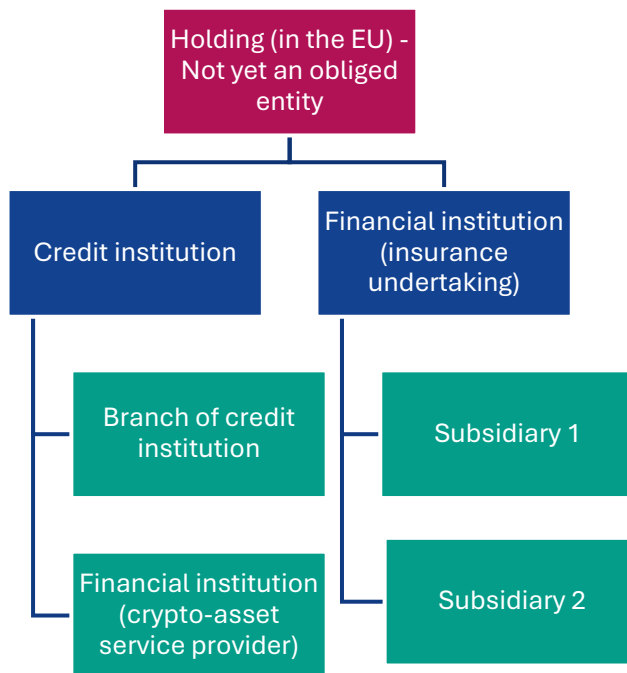 Holding (in the EU) -
Not yet an obliged
entity
Credit institution
Financial institution
(insurance
undertaking)
Branch of credit
institution
Subsidiary 1
Financial institution
(crypto-asset
service provider)
Subsidiary 2